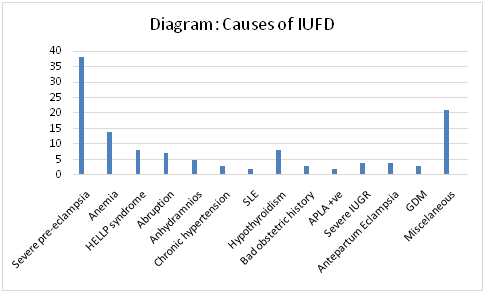 Diagram: Causes of IUFD
40
35
30
25
20
15
10
5
0
Severe pre-eclampsia
Anemia
HELLP syndrome
Abruption
Anhydramnios
Chronic hypertension
SLE
Hypothyroidism
Bad obstetric history
APLA +ve
Severe IUGR
Antepartum Eclampsia
GDM
Miscelaneous